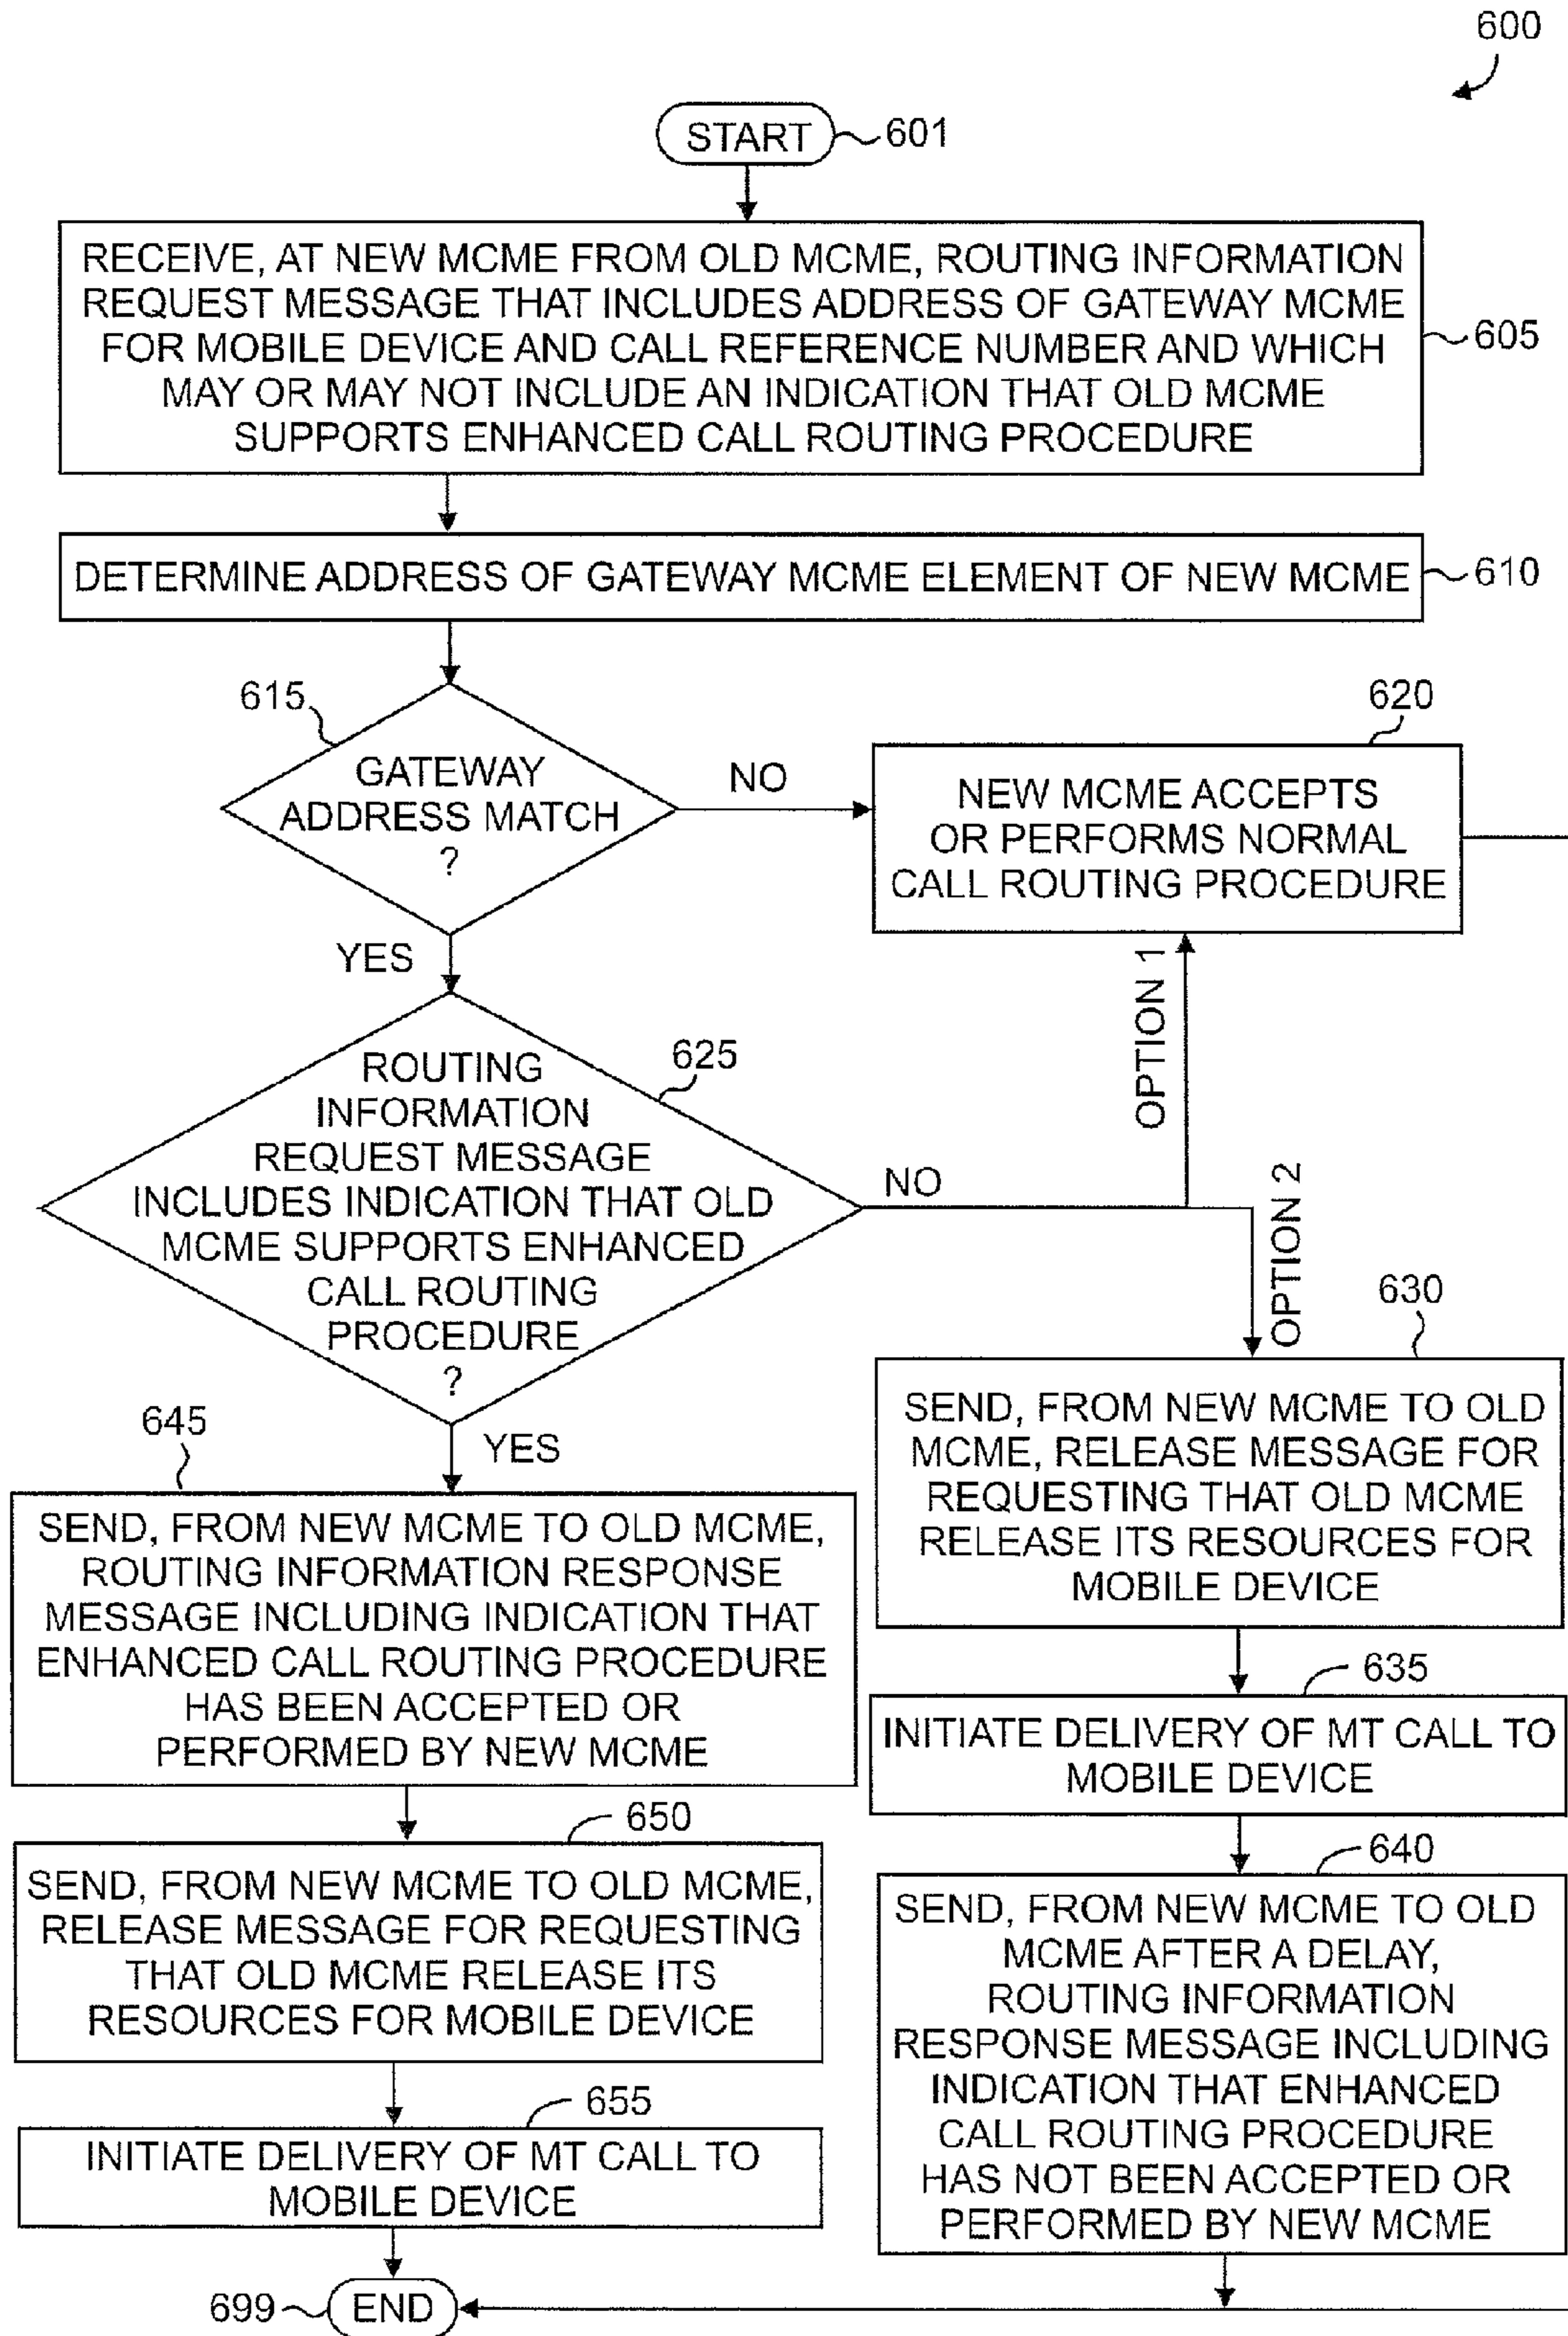 600
START
601
RECEIVE, AT NEW MCME FROM OLD MCME, ROUTING INFORMATION
REQUEST MESSAGE THAT INCLUDES ADDRESS OF GATEWAY MCME
FOR MOBILE DEVICE AND CALL REFERENCE NUMBER AND WHICH
MAY OR MAY NOT INCLUDE AN INDICATION THAT OLD MCME
SUPPORTS ENHANCED CALL ROUTING PROCEDURE
605
DETERMINE ADDRESS OF GATEWAY MCME ELEMENT OF NEW MCME
610
615
GATEWAY
ADDRESS MATCH
?
NO
YES
620
NEW MCME ACCEPTS
OR PERFORMS NORMAL
CALL ROUTING PROCEDURE
625
ROUTING
INFORMATION
REQUEST MESSAGE
INCLUDES INDICATION THAT OLD
MCME SUPPORTS ENHANCED
CALL ROUTING
PROCEDURE
?
NO
OPTION 1
OPTION 2
YES
630
SEND, FROM NEW MCME TO OLD
MCME, RELEASE MESSAGE FOR
REQUESTING THAT OLD MCME
RELEASE ITS RESOURCES FOR
MOBILE DEVICE
635
INITIATE DELIVERY OF MT CALL TO
MOBILE DEVICE
640
SEND, FROM NEW MCME TO OLD
MCME AFTER A DELAY,
ROUTING INFORMATION
RESPONSE MESSAGE INCLUDING
INDICATION THAT ENHANCED
CALL ROUTING PROCEDURE
HAS NOT BEEN ACCEPTED OR
PERFORMED BY NEW MCME
645
SEND, FROM NEW MCME TO OLD MCME,
ROUTING INFORMATION RESPONSE
MESSAGE INCLUDING INDICATION THAT
ENHANCED CALL ROUTING PROCEDURE
HAS BEEN ACCEPTED OR
PERFORMED BY NEW MCME
650
SEND, FROM NEW MCME TO OLD MCME,
RELEASE MESSAGE FOR REQUESTING
THAT OLD MCME RELEASE ITS
RESOURCES FOR MOBILE DEVICE
655
INITIATE DELIVERY OF MT CALL TO
MOBILE DEVICE
699
END